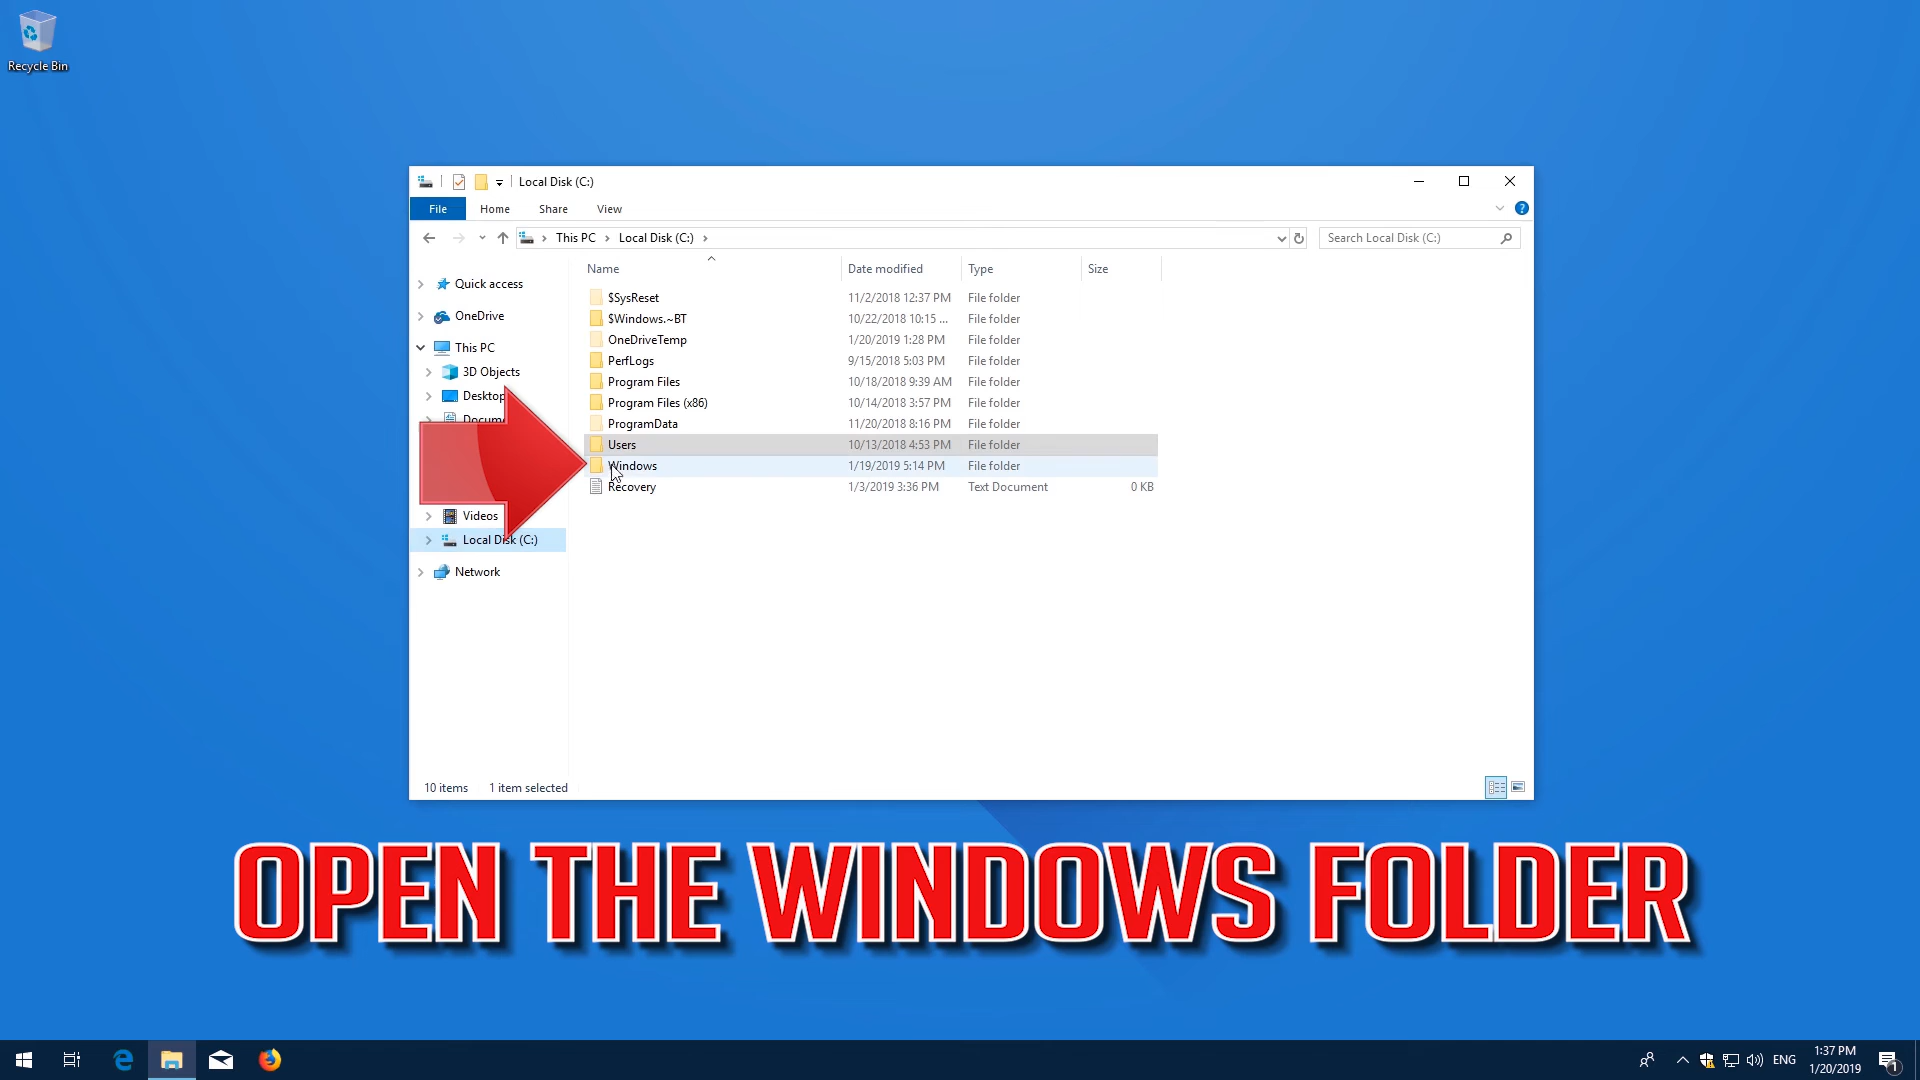 Recycle Bin
Local Disk (C:)
File Home Share View
This PC Local Disk (C:) Search Local Disk (C:)
Name Date modified Type Size
Quick access
OneDrive
This PC
3D Objects
Desktop
Docum
Videos
Local Disk (C:)
Network
$SysReset 11/2/2018 12:37 PM File folder
$Windows.~BT 10/22/2018 10:15 ... File folder
OneDriveTemp 1/20/2019 1:28 PM File folder
PerfLogs 9/15/2018 5:03 PM File folder
Program Files 10/18/2018 9:39 AM File folder
Program Files (x86) 10/14/2018 3:57 PM File folder
ProgramData 11/20/2018 8:16 PM File folder
Users 10/13/2018 4:53 PM File folder
Windows 1/19/2019 5:14 PM File folder
Recovery 1/3/2019 3:36 PM Text Document 0 KB
10 items 1 item selected
OPEN THE WINDOWS FOLDER
ENG
1:37 PM
1/20/2019
1